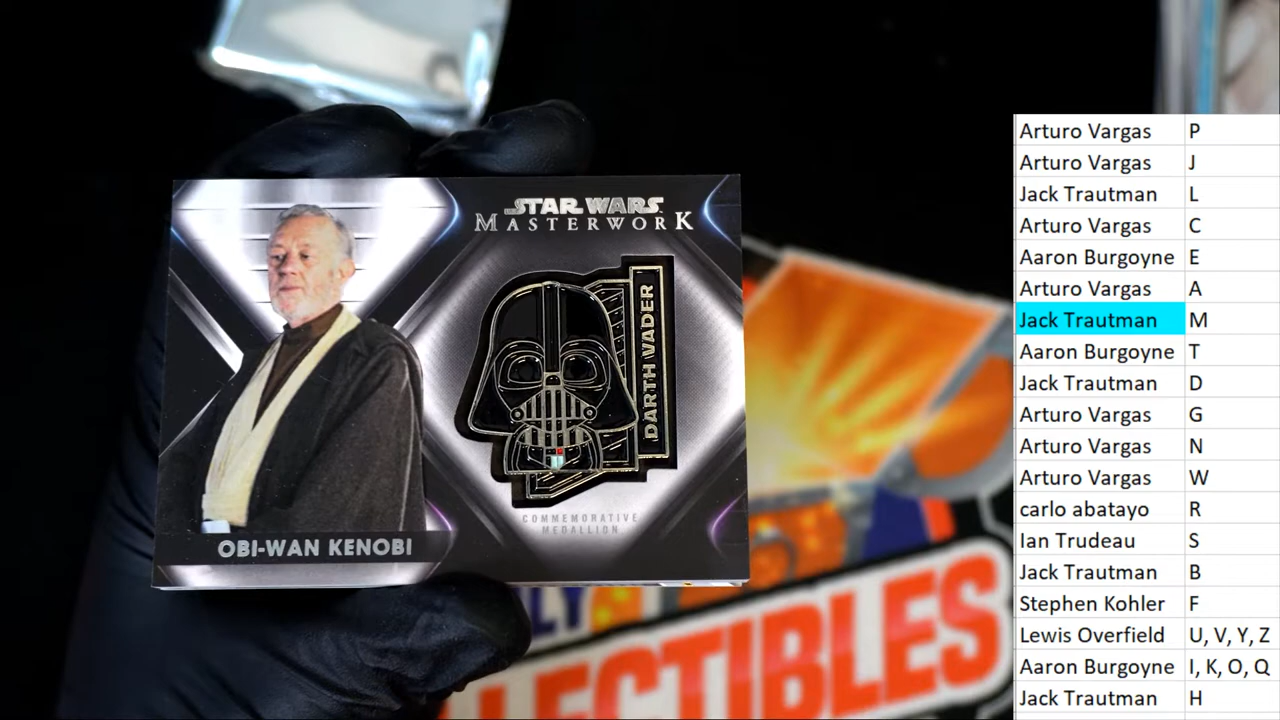 STAR WARS
MASTERWORK
DARTH VADER
COMMEMORATIVE
MEDALLION
OBI-WAN KENOBI
Arturo Vargas P
Arturo Vargas J
Jack Trautman L
Arturo Vargas C
Aaron Burgoyne E
Arturo Vargas A
Jack Trautman M
Aaron Burgoyne T
Jack Trautman D
Arturo Vargas G
Arturo Vargas N
Arturo Vargas W
carlo abatayo R
Ian Trudeau S
Jack Trautman B
Stephen Kohler F
Lewis Overfield U, V, Y, Z
Aaron Burgoyne I, K, O, Q
Jack Trautman H